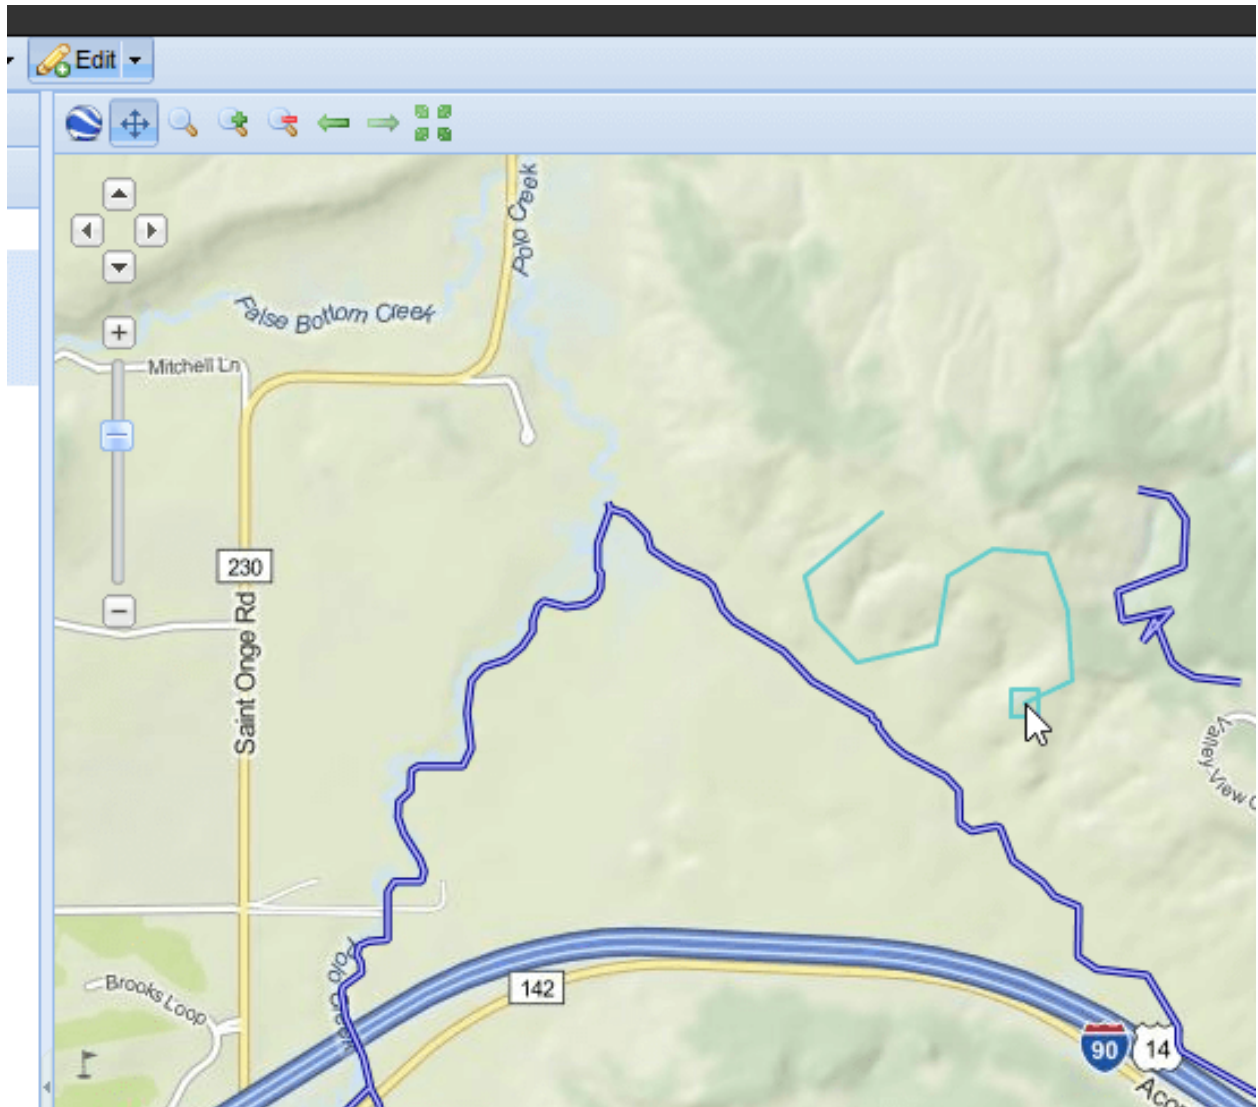 Edit
Polo Creek
False Bottom Creek
Mitchell Ln
230
Saint Onge Rd
Valley View
Polo Creek
142
Brooks Loop
90
14